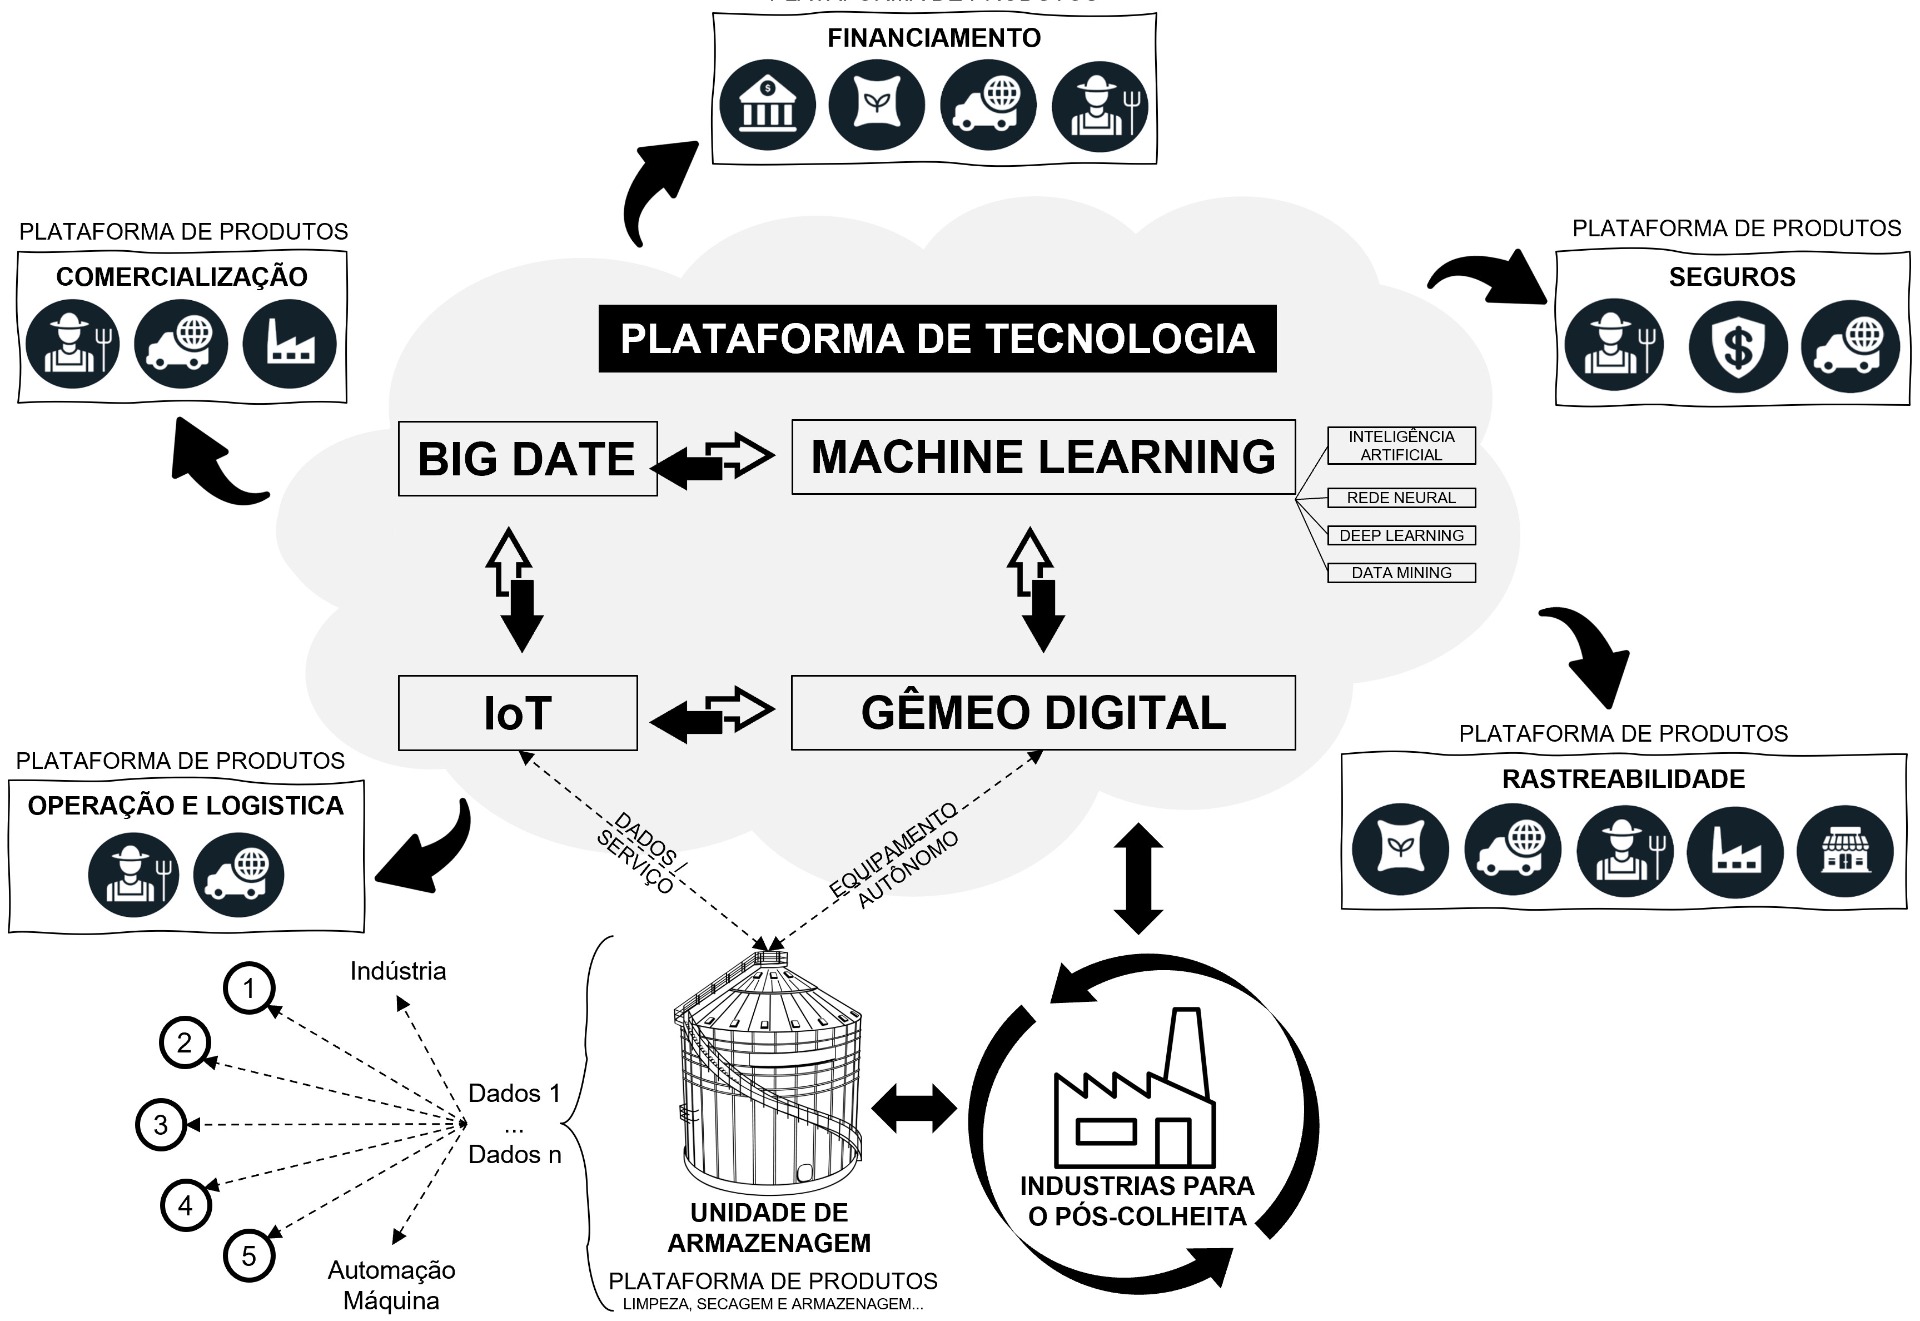 PLATAFORMA DE PRODUTOS
FINANCIAMENTO
PLATAFORMA DE PRODUTOS
COMERCIALIZAÇÃO
PLATAFORMA DE PRODUTOS
SEGUROS
PLATAFORMA DE TECNOLOGIA
BIG DATE
MACHINE LEARNING
INTELIGÊNCIA
ARTIFICIAL
REDE NEURAL
DEEP LEARNING
DATA MINING
IoT
GÊMEO DIGITAL
PLATAFORMA DE PRODUTOS
RASTREABILIDADE
PLATAFORMA DE PRODUTOS
OPERAÇÃO E LOGISTICA
DADOS /
SERVIÇO
EQUIPAMENTO
AUTÔNOMO
Indústria
1
2
3
4
5
Dados 1
...
Dados n
Automação
Máquina
UNIDADE DE
ARMAZENAGEM
PLATAFORMA DE PRODUTOS
LIMPEZA, SECAGEM E ARMAZENAGEM...
INDUSTRIAS PARA
O PÓS-COLHEITA